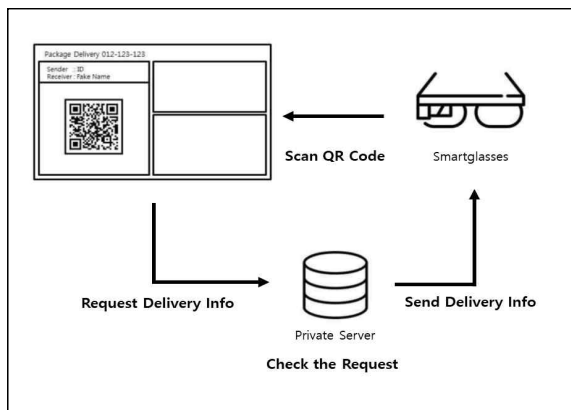 Package Delivery 012-123-123
Sender : ID
Receiver : Fake Name
Scan QR Code
Smartglasses
Request Delivery Info
Send Delivery Info
Private Server
Check the Request